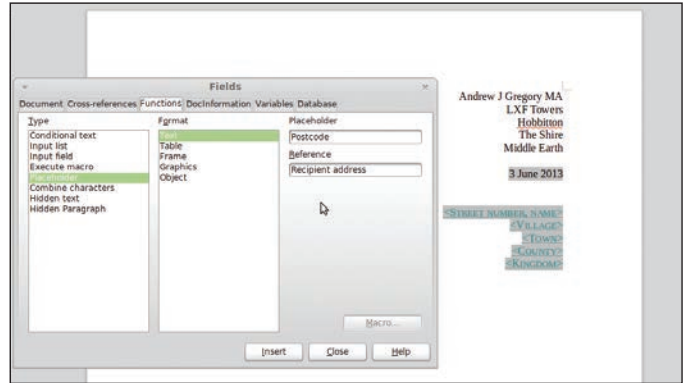 Fields
Document Cross-references Functions DocInformation Variables Database
Type
Conditional text
Input list
Input field
Execute macro
Placeholder
Combine characters
Hidden text
Hidden Paragraph
Format
Text
Table
Frame
Graphics
Object
Placeholder
Postcode
Reference
Recipient address
Macro...
Insert Close Help
Andrew J Gregory MA
LXF Towers
Hobbitton
The Shire
Middle Earth
3 June 2013
<Street number, name>
<Village>
<Town>
<County>
<Kingdom>